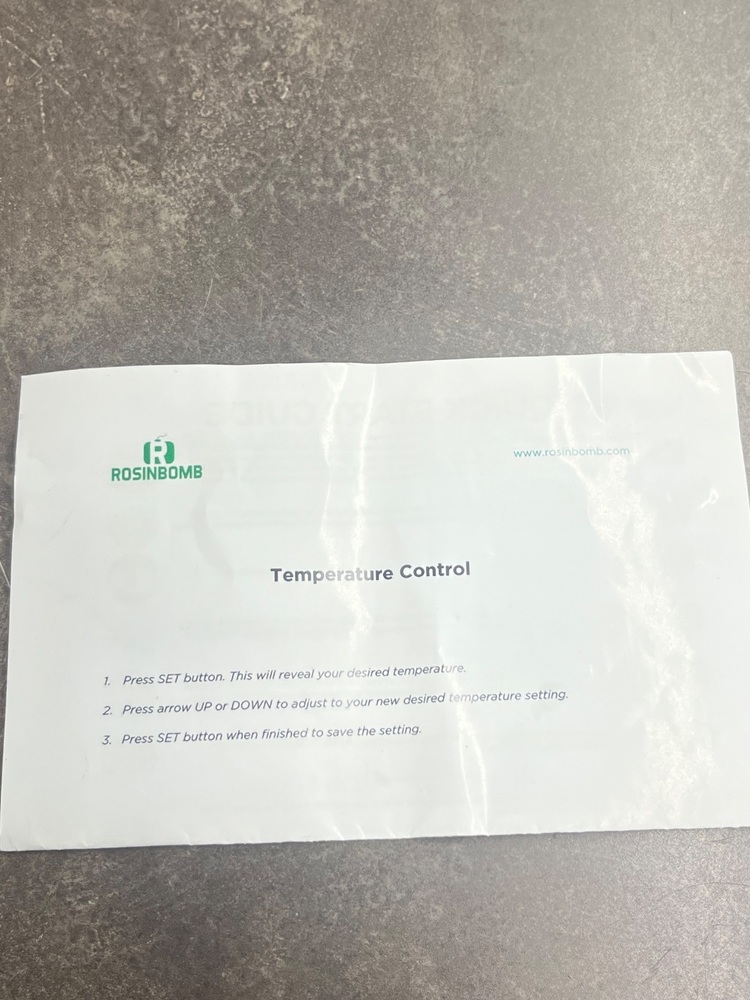 ROSINBOMB
www.rosinbomb.com
Temperature Control
1. Press SET button. This will reveal your desired temperature.
2. Press arrow UP or DOWN to adjust to your new desired temperature setting.
3. Press SET button when finished to save the setting.